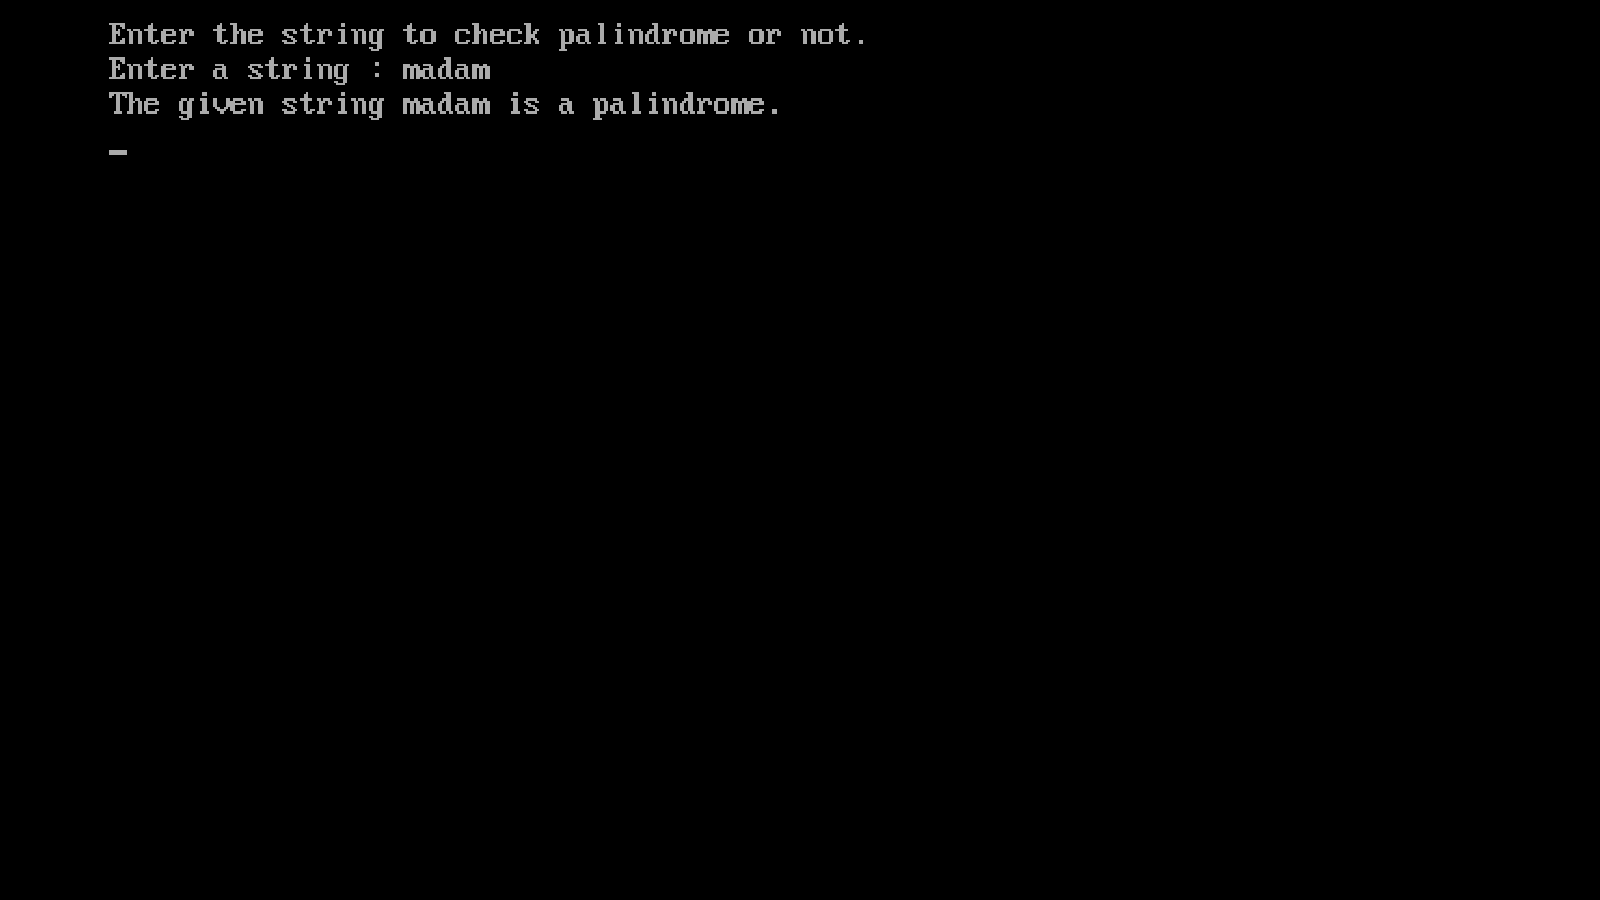 Enter the string to check palindrome or not.
Enter a string : madam
The given string madam is a palindrome.